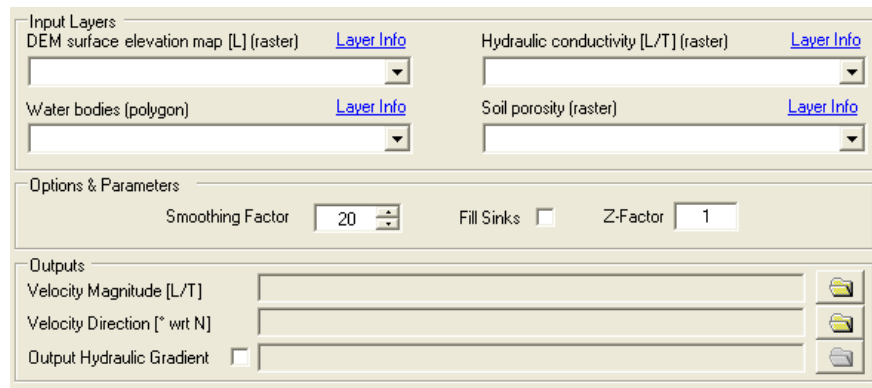 Input Layers
DEM surface elevation map [L] (raster) Layer Info Hydraulic conductivity [L/T] (raster) Layer Info
Water bodies (polygon) Layer Info Soil porosity (raster) Layer Info
Options & Parameters
Smoothing Factor 20 Fill Sinks Z-Factor 1
Outputs
Velocity Magnitude [L/T]
Velocity Direction [° wrt N]
Output Hydraulic Gradient